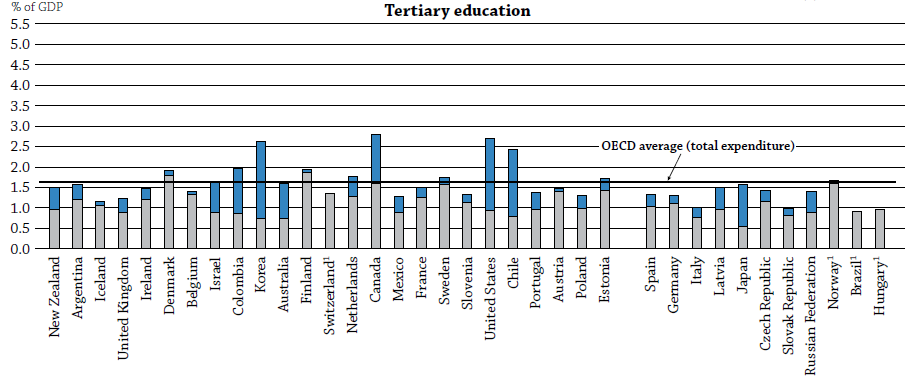 % of GDP
Tertiary education
5.5
5.0
4.5
4.0
3.5
3.0
2.5
2.0
1.5
1.0
0.5
0.0
OECD average (total expenditure)
New Zealand
Argentina
Iceland
United Kingdom
Ireland
Denmark
Belgium
Israel
Colombia
Korea
Australia
Finland
Switzerland¹
Netherlands
Canada
Mexico
France
Sweden
Slovenia
United States
Chile
Portugal
Austria
Poland
Estonia
Spain
Germany
Italy
Latvia
Japan
Czech Republic
Slovak Republic
Russian Federation
Norway¹
Brazil¹
Hungary¹